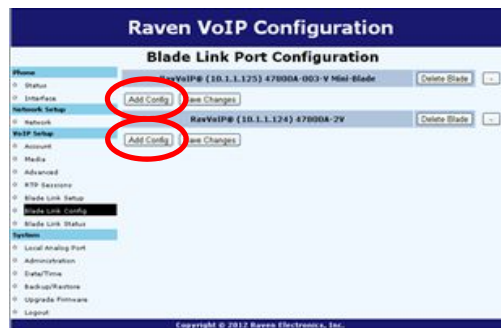 Raven VoIP Configuration
Blade Link Port Configuration
Phone
Status
Interface
Network Setup
Network
VoIP Setup
Account
Media
Advanced
RTP Sessions
Blade Link Setup
Blade Link Config
Blade Link Status
System
Local Analog Port
Administration
Date/Time
Backup/Restore
Upgrade Firmware
Logout
RavVoIP® (10.1.1.125) 47800A-003-V Mini-Blade
Delete Blade
-
Add Config
Save Changes
RavVoIP® (10.1.1.124) 47800A-2V
Delete Blade
-
Add Config
Save Changes
Copyright © 2012 Raven Electronics, Inc.